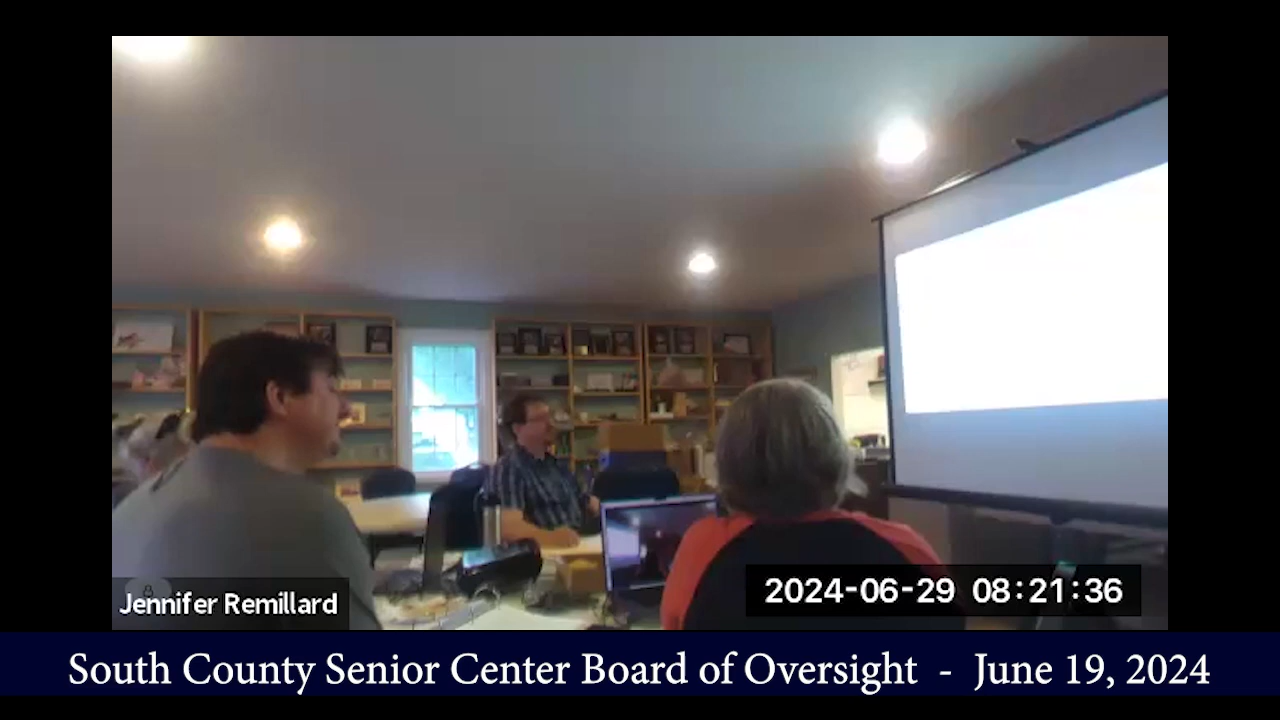 Jennifer Remillard
2024-06-29 08:21:36
South County Senior Center Board of Oversight - June 19, 2024